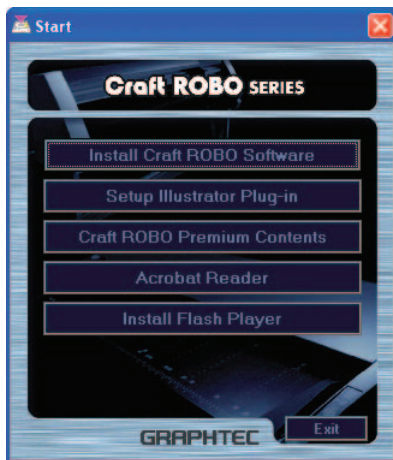 Start
Craft ROBO SERIES
Install Craft ROBO Software
Setup Illustrator Plug-in
Craft ROBO Premium Contents
Acrobat Reader
Install Flash Player
GRAPHTEC
Exit